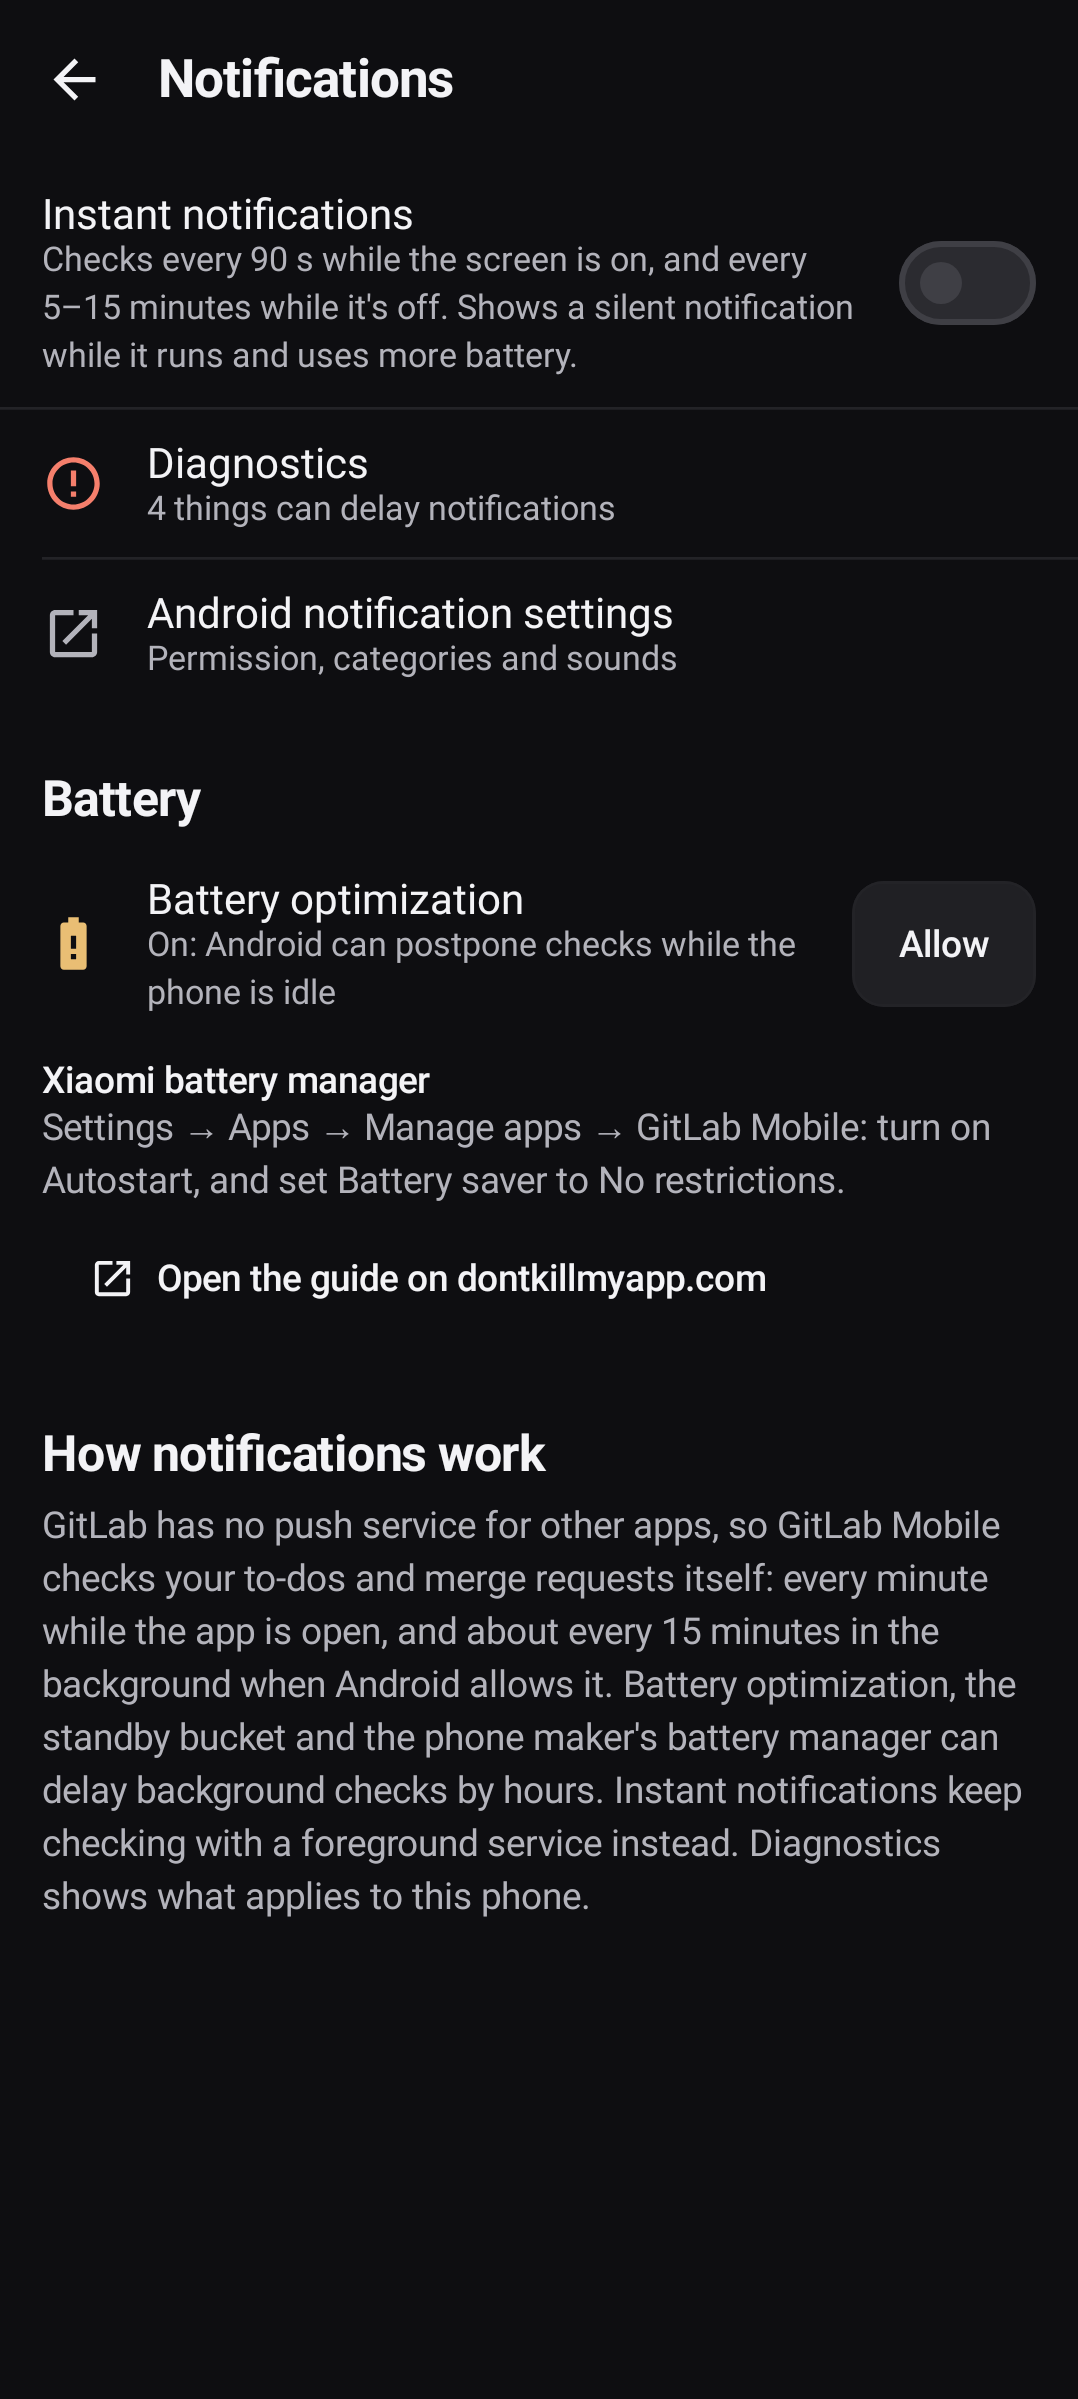 Notifications
Instant notifications
Checks every 90 s while the screen is on, and every
5–15 minutes while it's off. Shows a silent notification
while it runs and uses more battery.
Diagnostics
4 things can delay notifications
Android notification settings
Permission, categories and sounds
Battery
Battery optimization
On: Android can postpone checks while the
phone is idle
Allow
Xiaomi battery manager
Settings → Apps → Manage apps → GitLab Mobile: turn on
Autostart, and set Battery saver to No restrictions.
Open the guide on dontkillmyapp.com
How notifications work
GitLab has no push service for other apps, so GitLab Mobile
checks your to-dos and merge requests itself: every minute
while the app is open, and about every 15 minutes in the
background when Android allows it. Battery optimization, the
standby bucket and the phone maker's battery manager can
delay background checks by hours. Instant notifications keep
checking with a foreground service instead. Diagnostics
shows what applies to this phone.